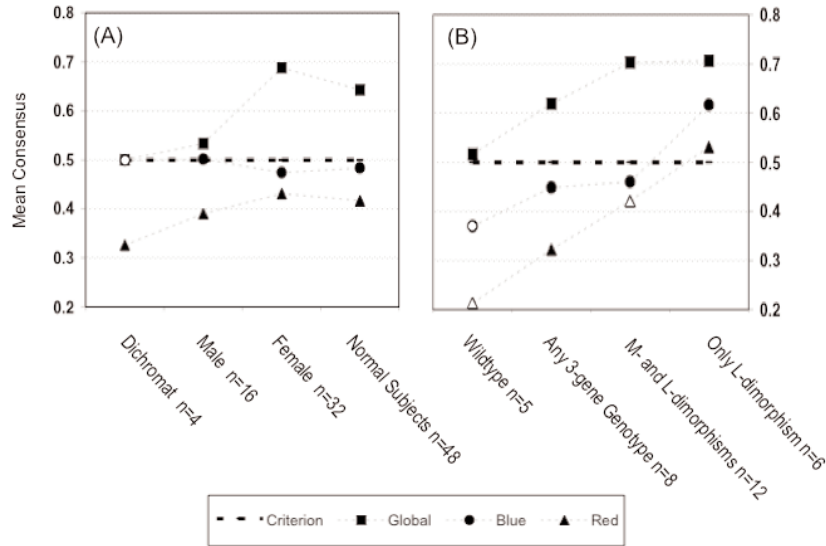 (A)
(B)
Mean Consensus
0.8
0.7
0.6
0.5
0.4
0.3
0.2
0.8
0.7
0.6
0.5
0.4
0.3
0.2
Dichromat n=4
Male n=16
Female n=32
Normal Subjects n=48
Wildtype n=5
Any 3-gene Genotype n=8
M- and L-dimorphisms n=12
Only L-dimorphism n=6
Criterion
Global
Blue
Red